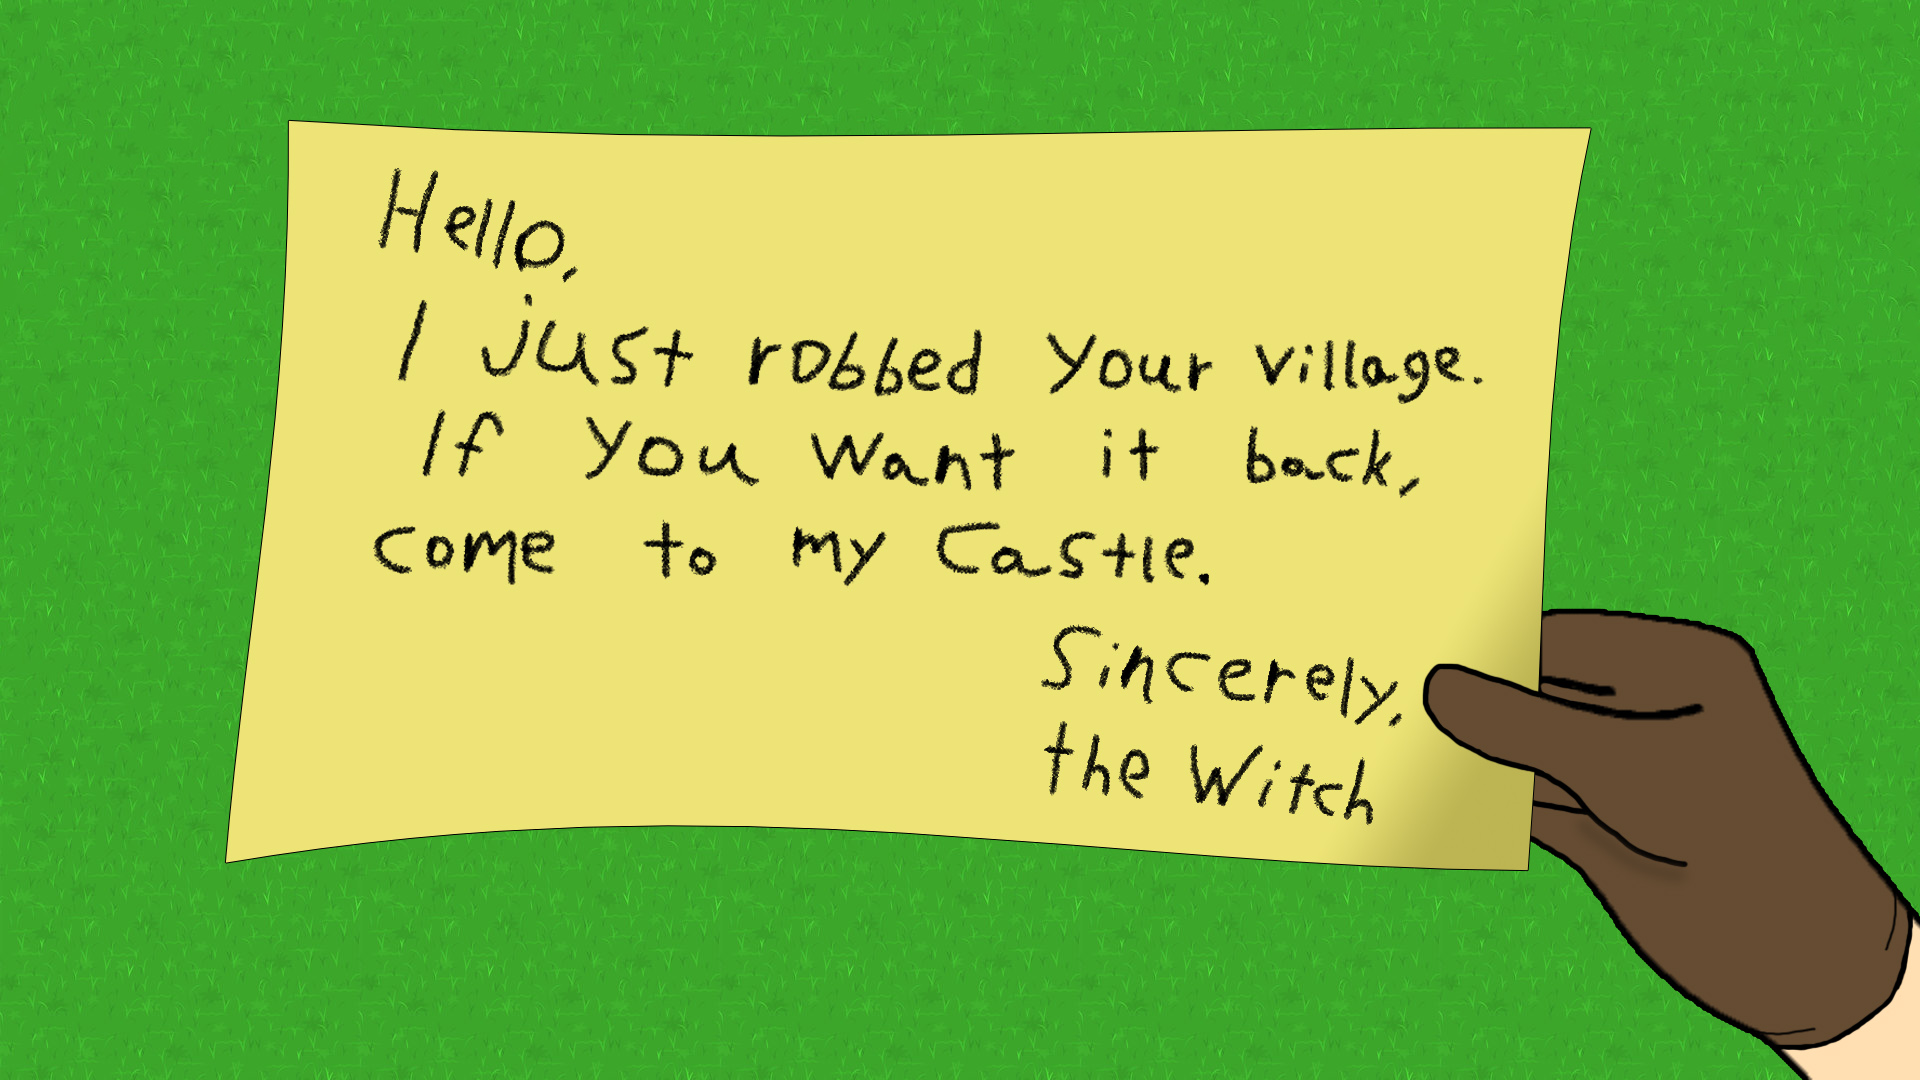 Hello,
I just robbed your village.
If you want it back,
come to my Castle.
Sincerely,
the Witch